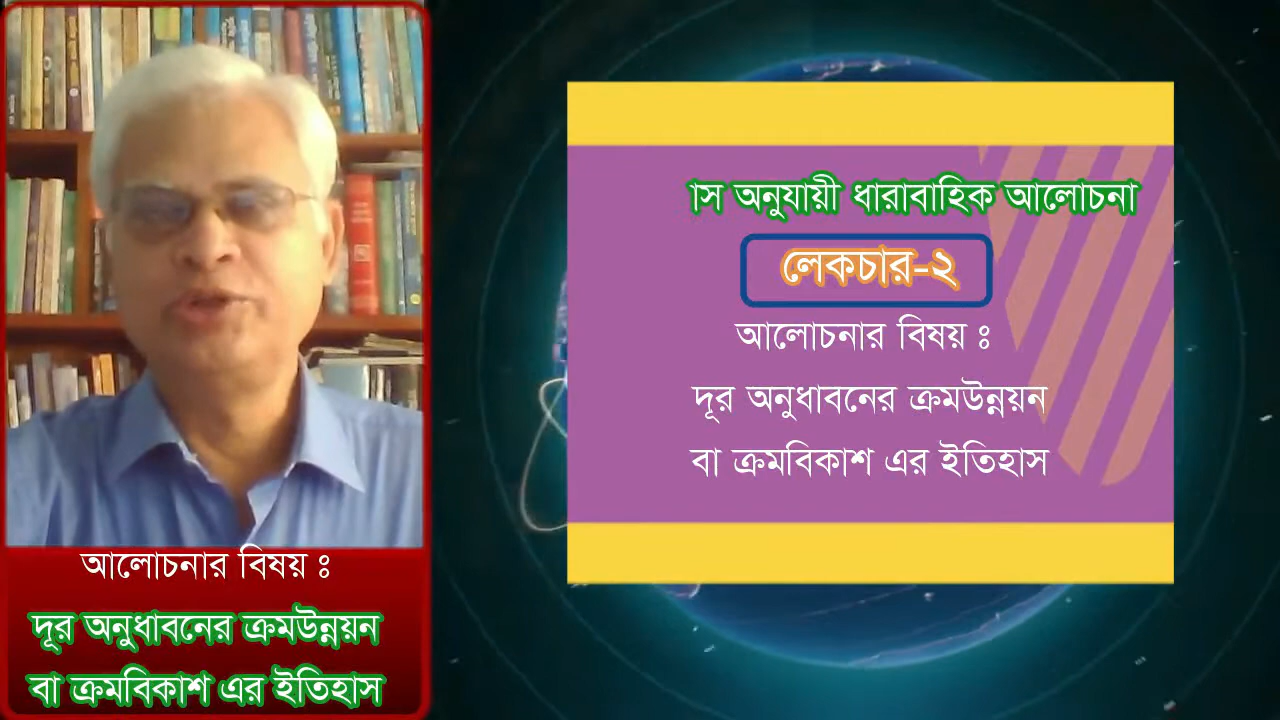 অনুযায়ী ধারাবাহিক আলোচনা
লেকচার-২
আলোচনার বিষয় ঃ
দূর অনুধাবনের ক্রমউন্নয়ন
বা ক্রমবিকাশ এর ইতিহাস
আলোচনার বিষয় ঃ
দূর অনুধাবনের ক্রমউন্নয়ন
বা ক্রমবিকাশ এর ইতিহাস